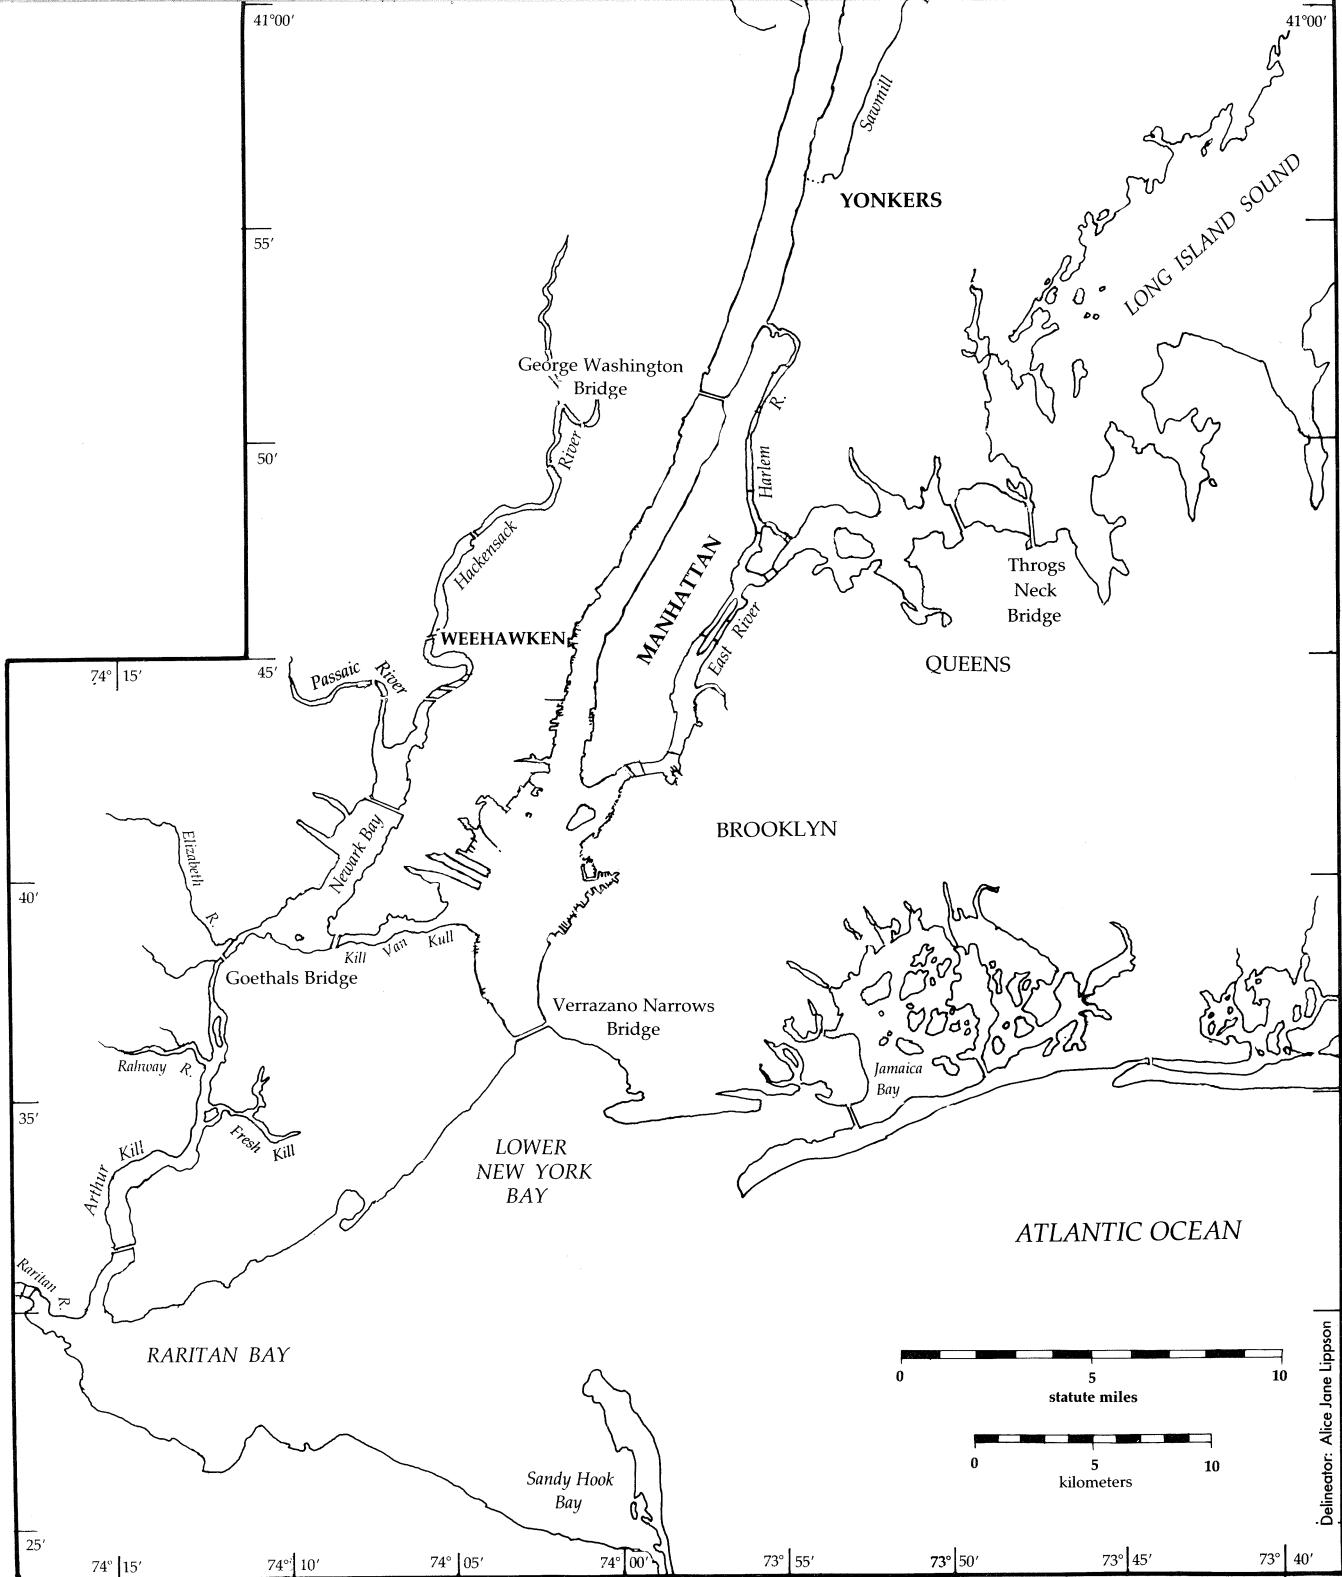 41°00′
41°00′
Sawmill
YONKERS
LONG ISLAND SOUND
55′
George Washington
Bridge
R.
Harlem
River
50′
Hackensack
MANHATTAN
Throgs
Neck
Bridge
WEEHAWKEN
East River
QUEENS
45′
74° 15′
Passaic River
BROOKLYN
Newark Bay
Elizabeth R.
40′
Kill Van Kull
Goethals Bridge
Verrazano Narrows
Bridge
Rahway R.
Jamaica
Bay
35′
Fresh Kill
Arthur Kill
LOWER
NEW YORK
BAY
ATLANTIC OCEAN
Raritan R.
RARITAN BAY
0 5 10
statute miles
0 5 10
kilometers
Sandy Hook
Bay
Delineator: Alice Jane Lippson
25′
74° 15′
74° 10′
74° 05′
74° 00′
73° 55′
73° 50′
73° 45′
73° 40′